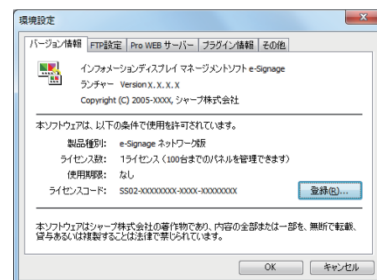 環境設定
バージョン情報 FTP設定 Pro WEB サーバー プラグイン情報 その他
インフォメーションディスプレイ マネージメントソフト e-Signage
ランチャー Version X. X. X. X
Copyright (C) 2005-XXXX, シャープ株式会社
本ソフトウェアは、以下の条件で使用を許可されています。
製品種別: e-Signage ネットワーク版
ライセンス数: 1ライセンス (100台までのパネルを管理できます)
使用期限: なし
ライセンスコード: SS02-XXXXXXXX-XXXX-XXXXXXXX 登録(R)...
本ソフトウェアはシャープ株式会社の著作物であり、内容の全部または一部を、無断で転載、
貸与あるいは複製することは法律で禁じられています。
OK キャンセル